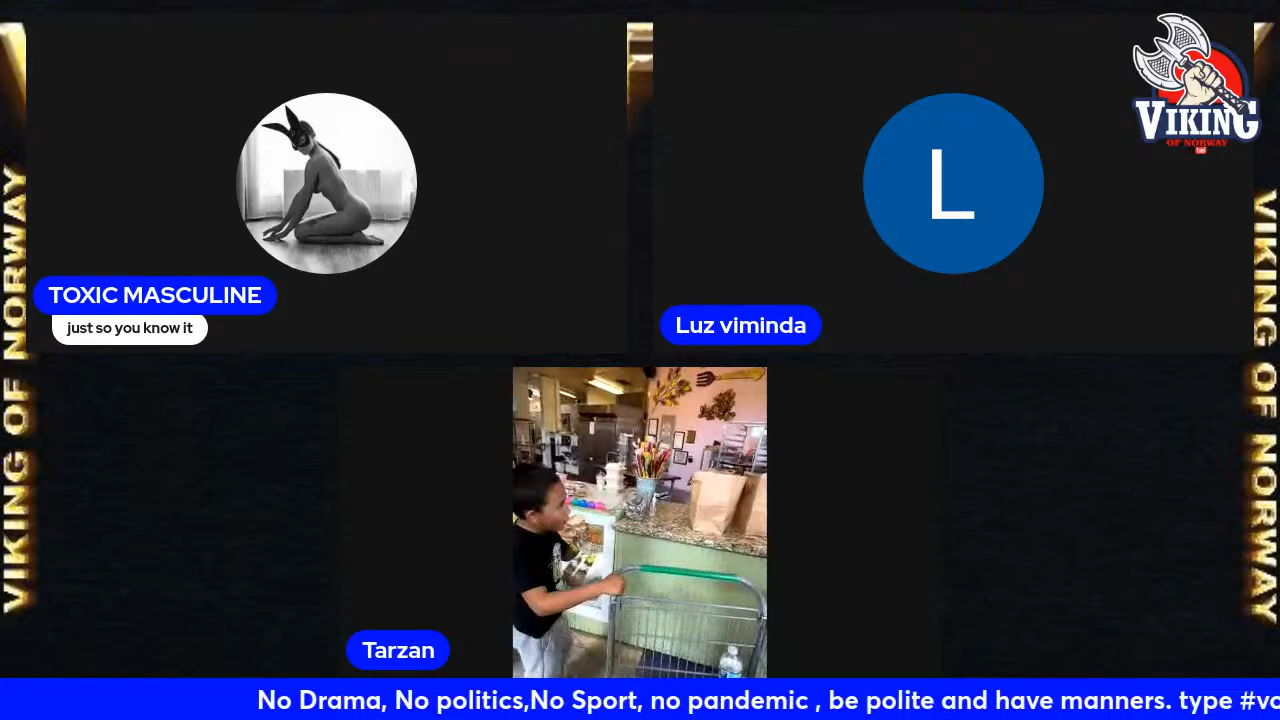 VIKING
OF NORWAY
L
TOXIC MASCULINE
just so you know it
Luz viminda
VIKING OF NORWAY
VIKING OF NORWAY
Tarzan
No Drama, No politics,No Sport, no pandemic , be polite and have manners. type